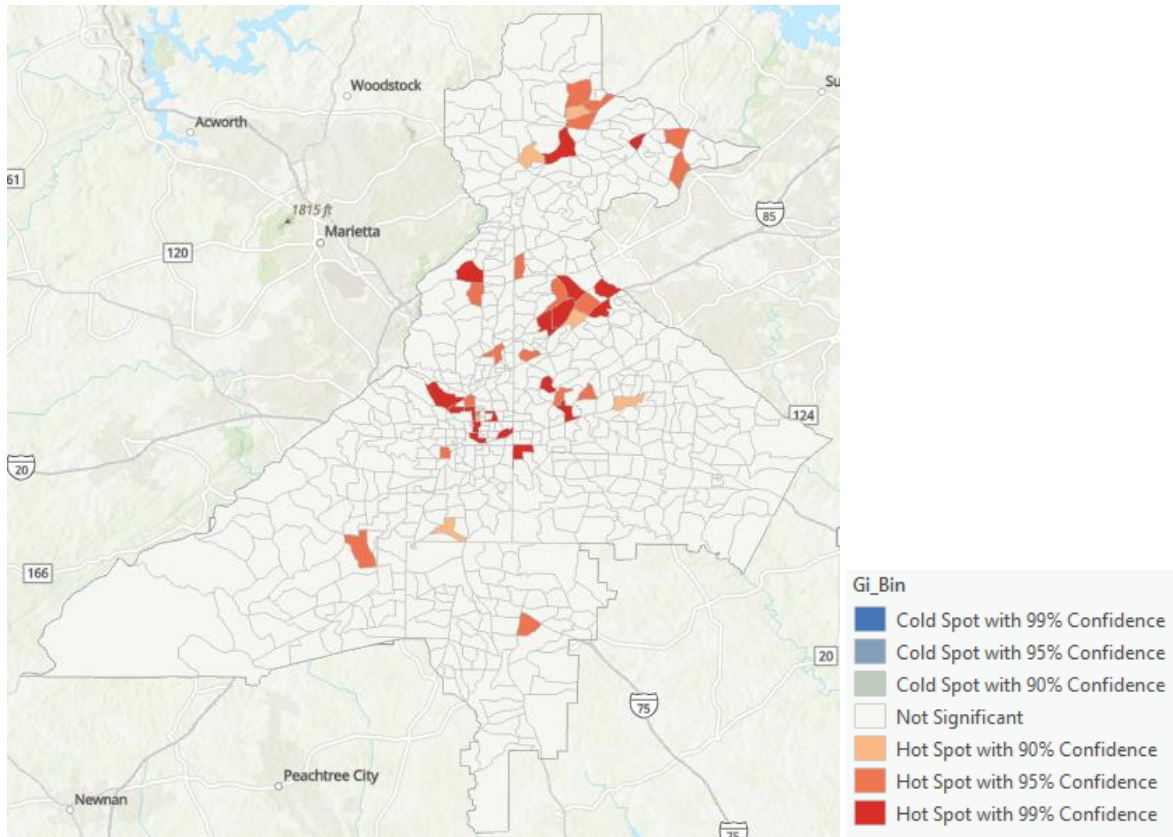 Woodstock
Su
Acworth
61
1815 ft
85
Marietta
120
124
20
166
20
75
Peachtree City
Newnan
75
Gi_Bin
Cold Spot with 99% Confidence
Cold Spot with 95% Confidence
Cold Spot with 90% Confidence
Not Significant
Hot Spot with 90% Confidence
Hot Spot with 95% Confidence
Hot Spot with 99% Confidence